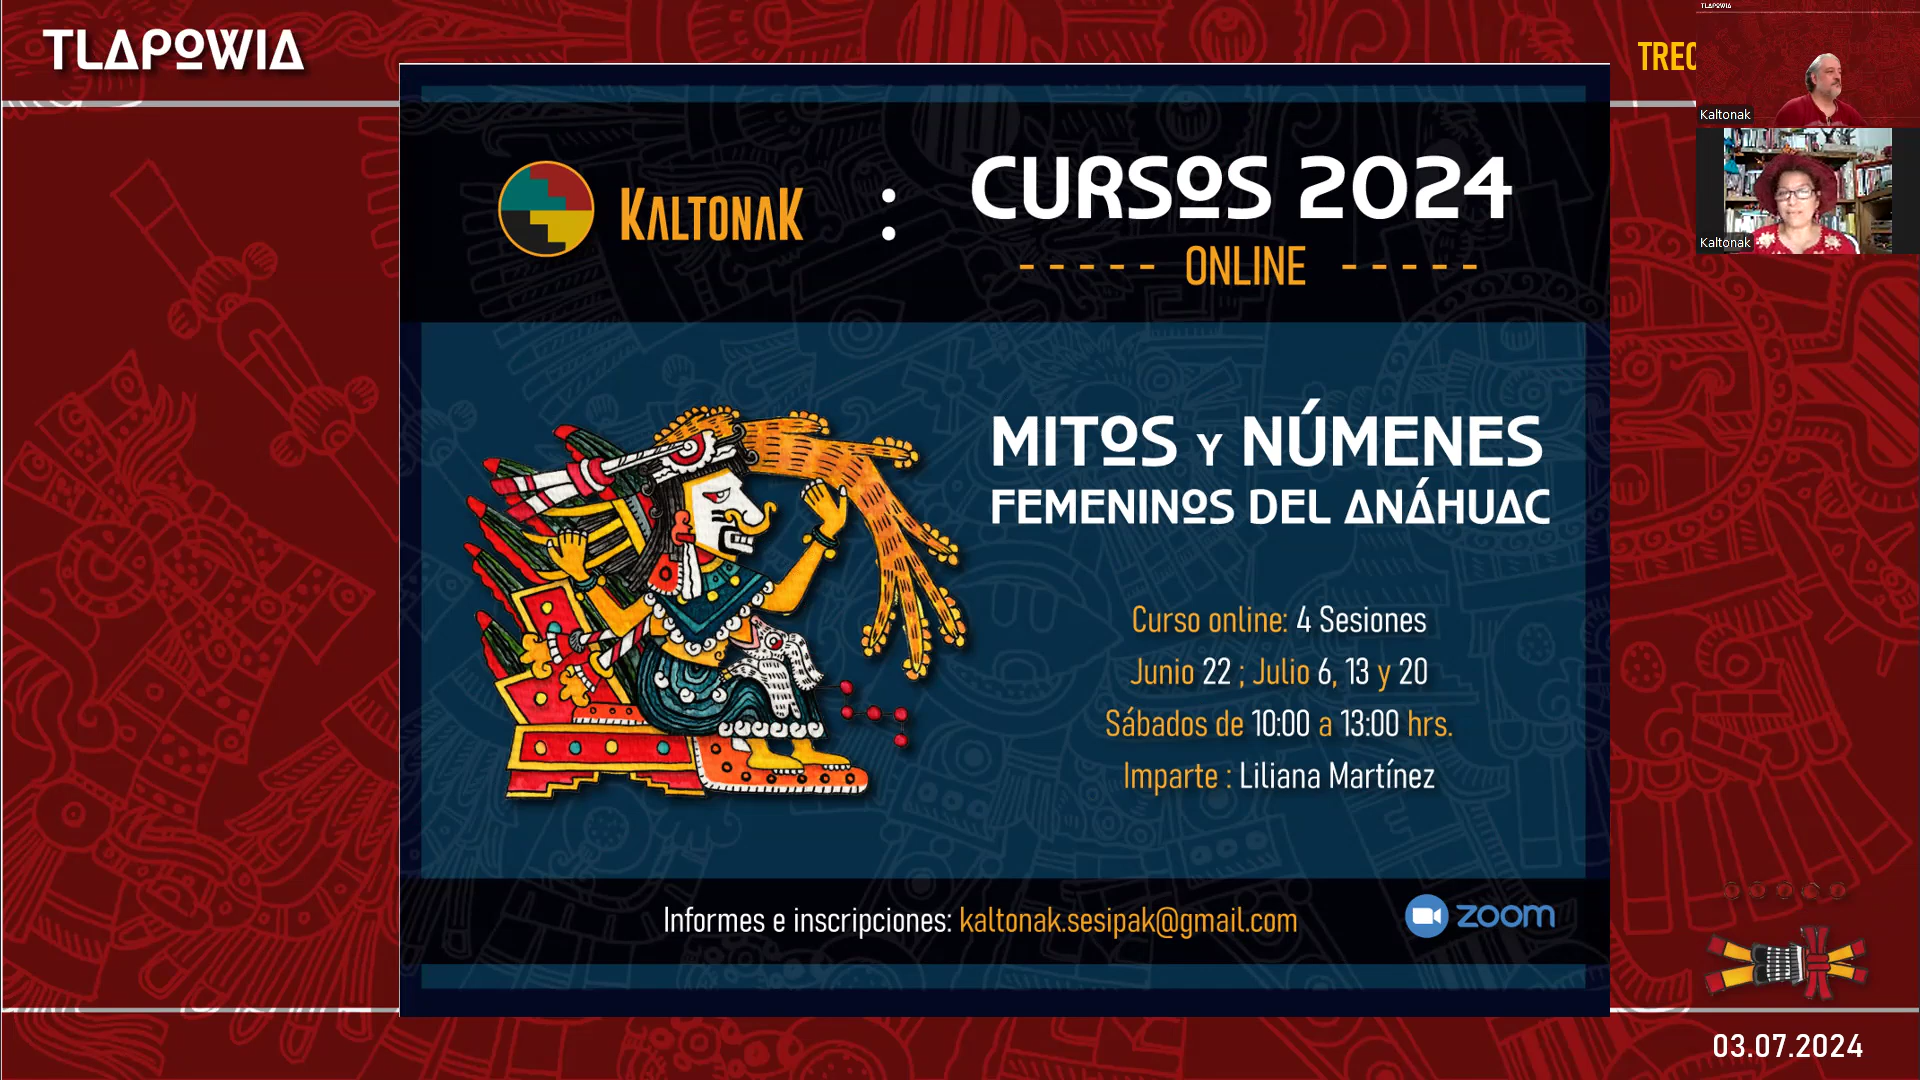 TLAPOWIA
TLAPOWIA
TREC
Kaltonak
Kaltonak
KALTONAK
:
CURSOS 2024
----- ONLINE -----
MITOS Y NÚMENES
FEMENINOS DEL ANÁHUAC
Curso online: 4 Sesiones
Junio 22 ; Julio 6, 13 y 20
Sábados de 10:00 a 13:00 hrs.
Imparte : Liliana Martínez
Informes e inscripciones: kaltonak.sesipak@gmail.com
zoom
03.07.2024